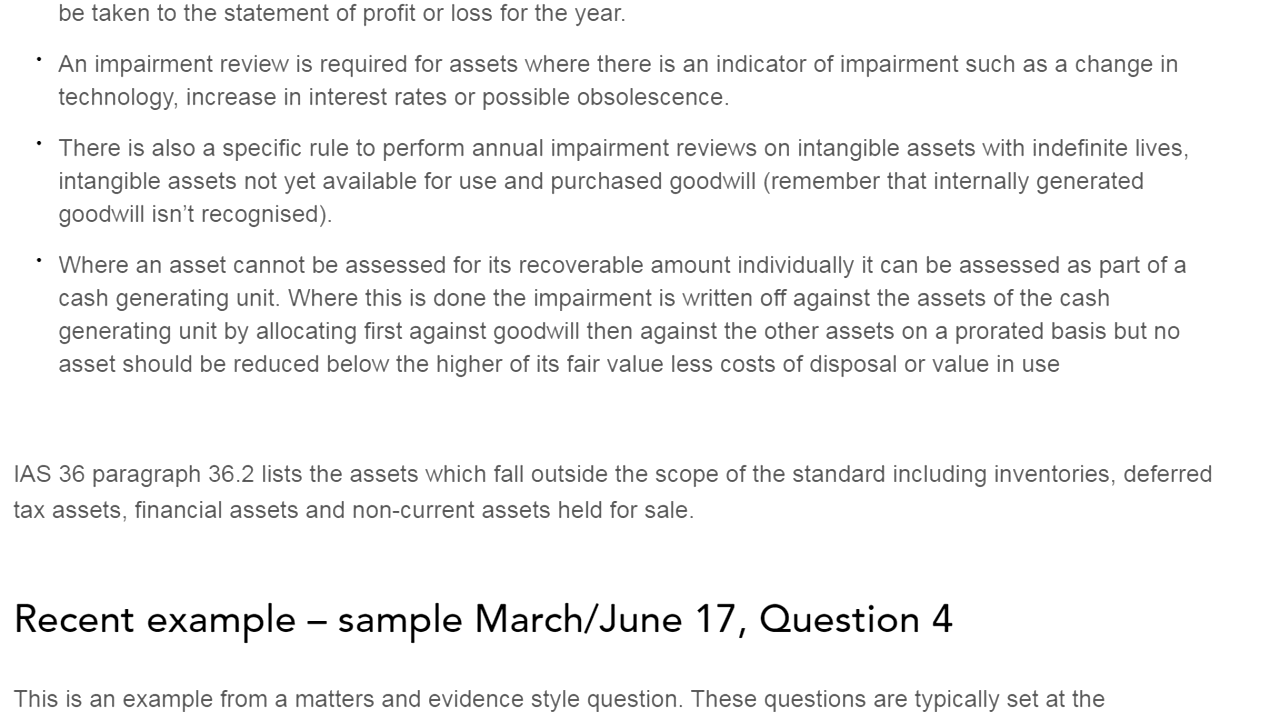 be taken to the statement of profit or loss for the year.
• An impairment review is required for assets where there is an indicator of impairment such as a change in
technology, increase in interest rates or possible obsolescence.
• There is also a specific rule to perform annual impairment reviews on intangible assets with indefinite lives,
intangible assets not yet available for use and purchased goodwill (remember that internally generated
goodwill isn’t recognised).
• Where an asset cannot be assessed for its recoverable amount individually it can be assessed as part of a
cash generating unit. Where this is done the impairment is written off against the assets of the cash
generating unit by allocating first against goodwill then against the other assets on a prorated basis but no
asset should be reduced below the higher of its fair value less costs of disposal or value in use
IAS 36 paragraph 36.2 lists the assets which fall outside the scope of the standard including inventories, deferred
tax assets, financial assets and non-current assets held for sale.
Recent example – sample March/June 17, Question 4
This is an example from a matters and evidence style question. These questions are typically set at the